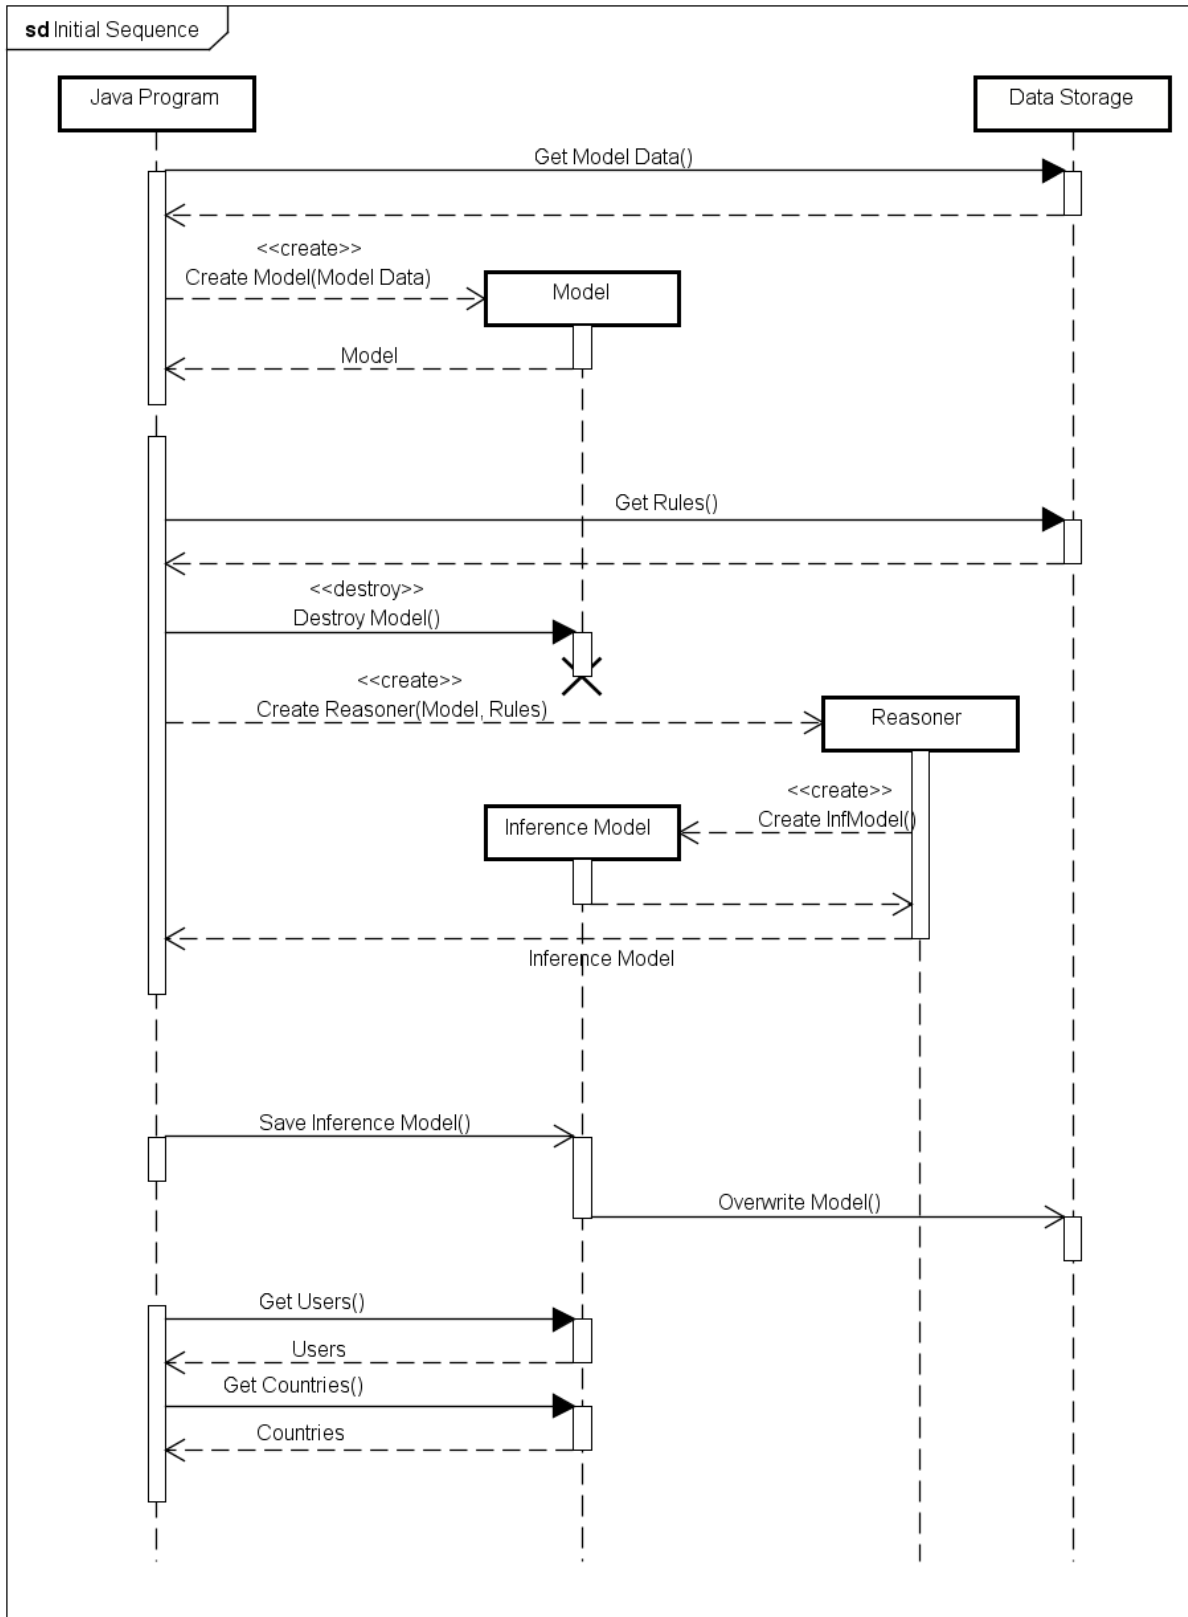 sd Initial Sequence
Java Program
Data Storage
Get Model Data()
<<create>>
Create Model(Model Data)
Model
Model
Get Rules()
<<destroy>>
Destroy Model()
<<create>>
Create Reasoner(Model, Rules)
Reasoner
<<create>>
Create InfModel()
Inference Model
Inference Model
Save Inference Model()
Overwrite Model()
Get Users()
Users
Get Countries()
Countries